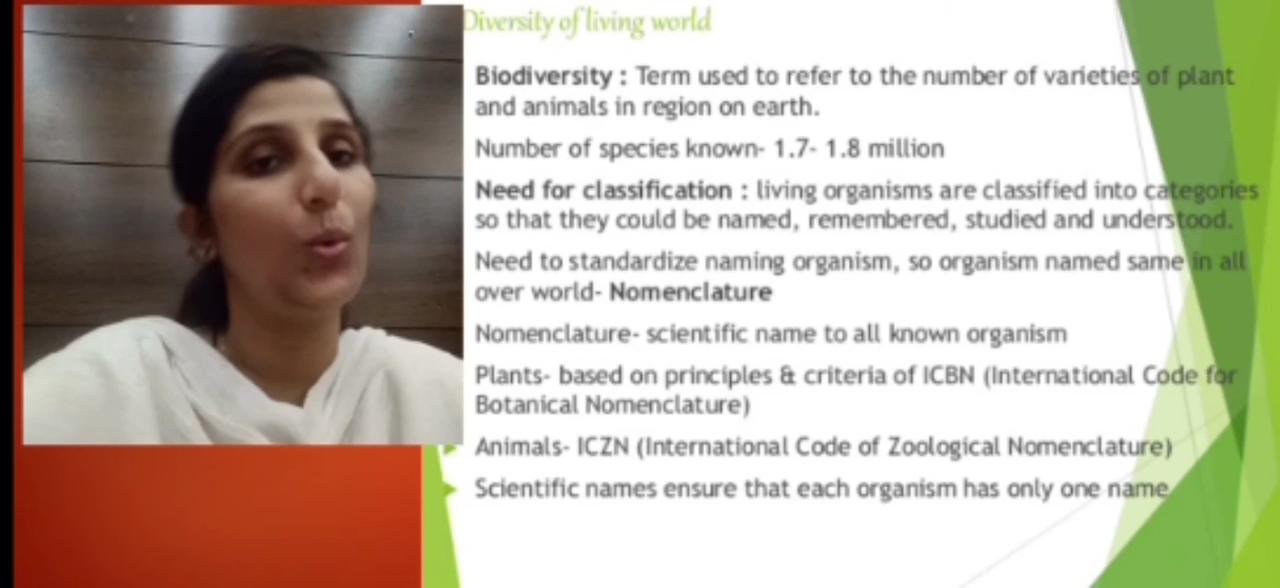 Diversity of living world
Biodiversity : Term used to refer to the number of varieties of plant
and animals in region on earth.
Number of species known- 1.7- 1.8 million
Need for classification : living organisms are classified into categories
so that they could be named, remembered, studied and understood.
Need to standardize naming organism, so organism named same in all
over world- Nomenclature
Nomenclature- scientific name to all known organism
Plants- based on principles & criteria of ICBN (International Code for
Botanical Nomenclature)
Animals- ICZN (International Code of Zoological Nomenclature)
Scientific names ensure that each organism has only one name